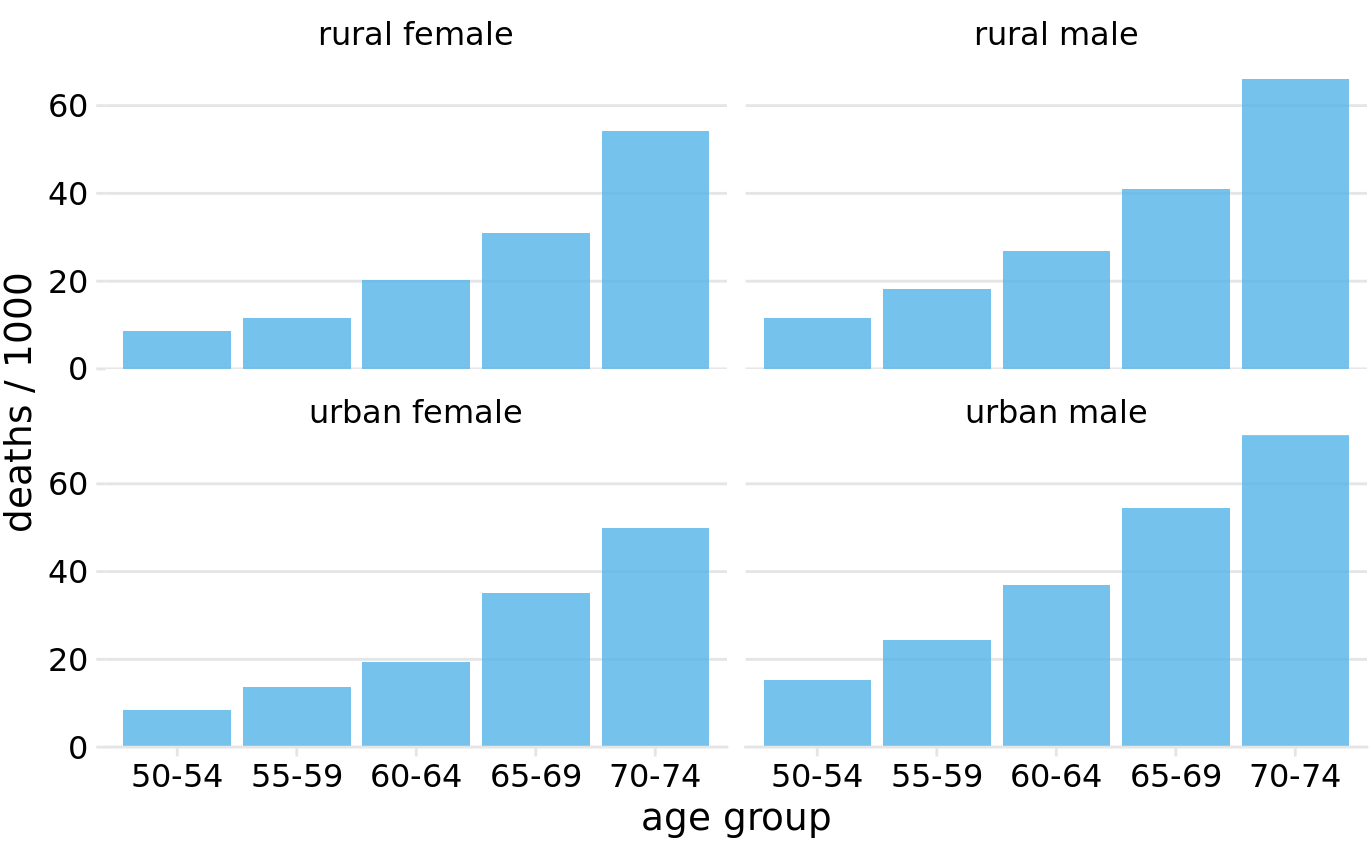 rural female
rural male
60
40
20
0
deaths / 1000
urban female
urban male
60
40
20
0
50-54 55-59 60-64 65-69 70-74 50-54 55-59 60-64 65-69 70-74
age group